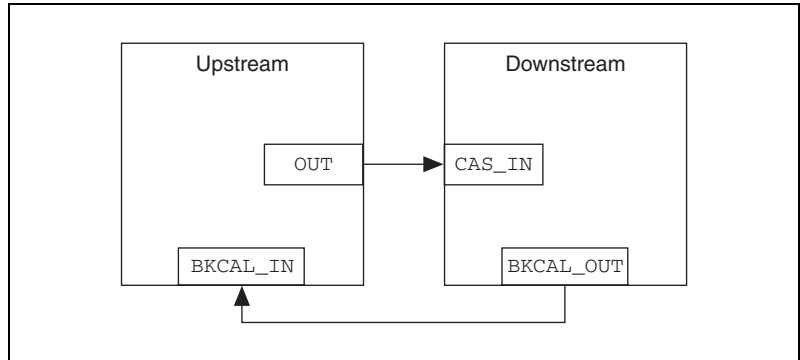 Upstream
Downstream
OUT
CAS_IN
BKCAL_IN
BKCAL_OUT